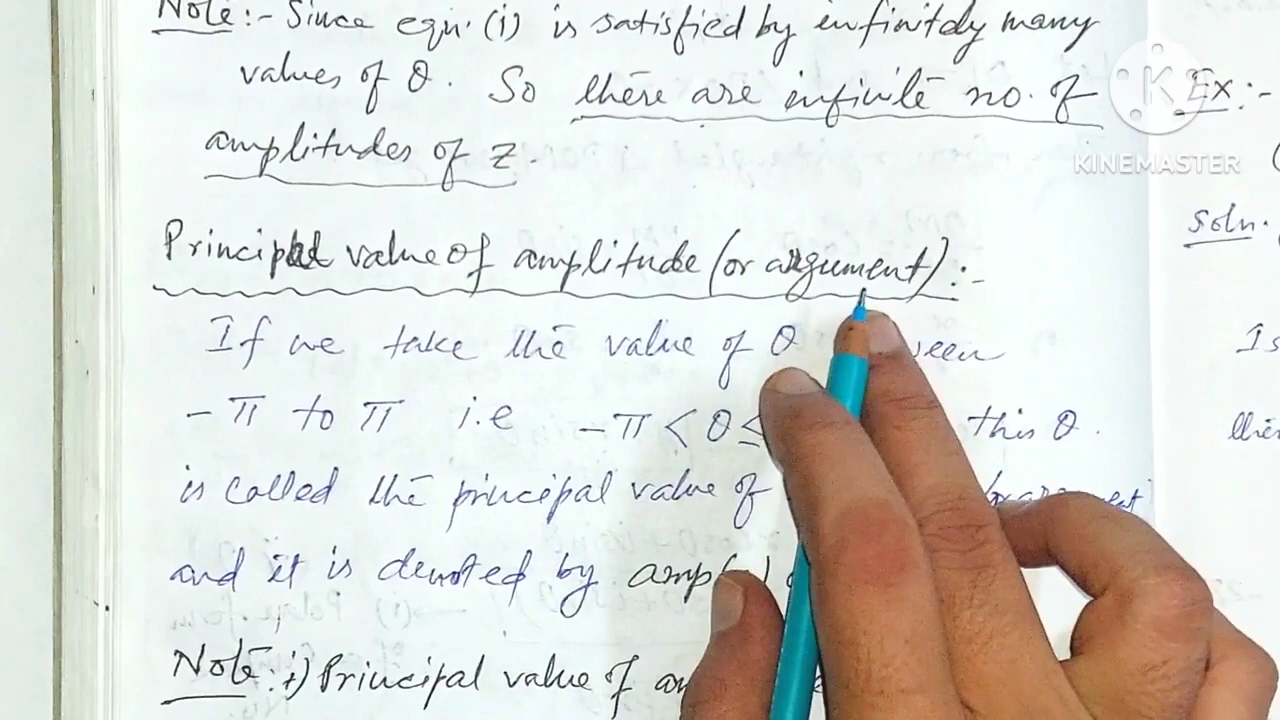 Note:- Since eqn. (i) is satisfied by infinitely many
values of θ. So there are infinite no. of
amplitudes of z.
Principal value of amplitude (or argument):-
If we take the value of θ
-π to π i.e -π < θ ≤ this θ.
is called the principal value of
and it is denoted by amp(
Note: i) Principal value of
Ex:-
Soln.
KINEMASTER